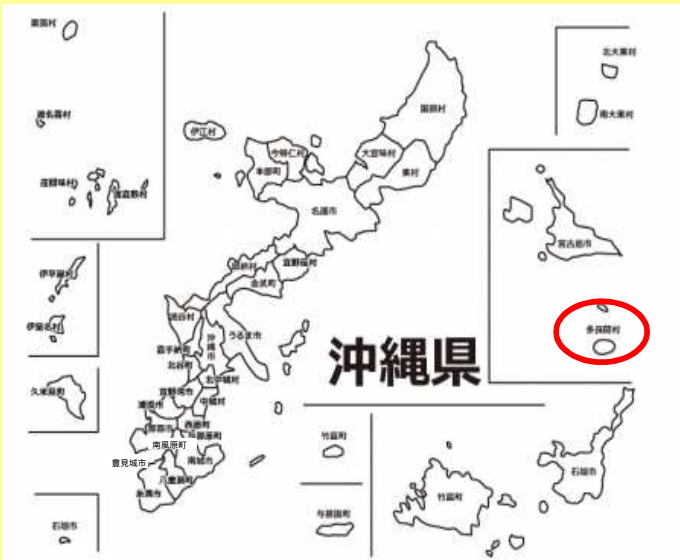 粟国村
北大東村
国頭村
渡名喜村
南大東村
伊江村
今帰仁村
大宜味村
本部町
東村
座間味村
渡嘉敷村
名護市
宮古島市
恩納村
宜野座村
伊平屋村
金武町
読谷村
伊是名村
うるま市
沖縄市
多良間村
嘉手納町
沖縄県
北谷町
北中城村
久米島町
宜野湾市
中城村
浦添市
西原町
那覇市
与那原町
竹富町
南風原町
南城市
豊見城市
石垣市
八重瀬町
糸満市
竹富町
与那国町
石垣市